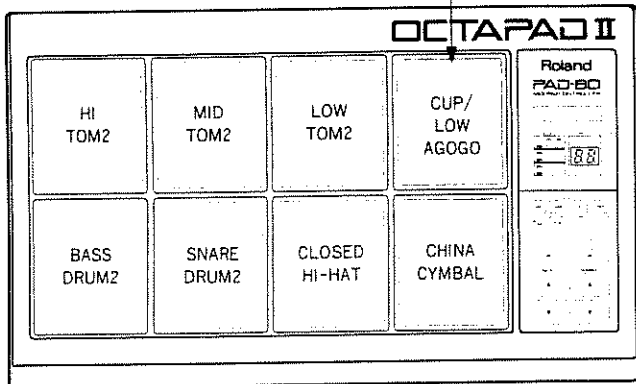 OCTAPAD II
Roland
PAD-80
HI
TOM2
MID
TOM2
LOW
TOM2
CUP/
LOW
AGOGO
BASS
DRUM2
SNARE
DRUM2
CLOSED
HI-HAT
CHINA
CYMBAL